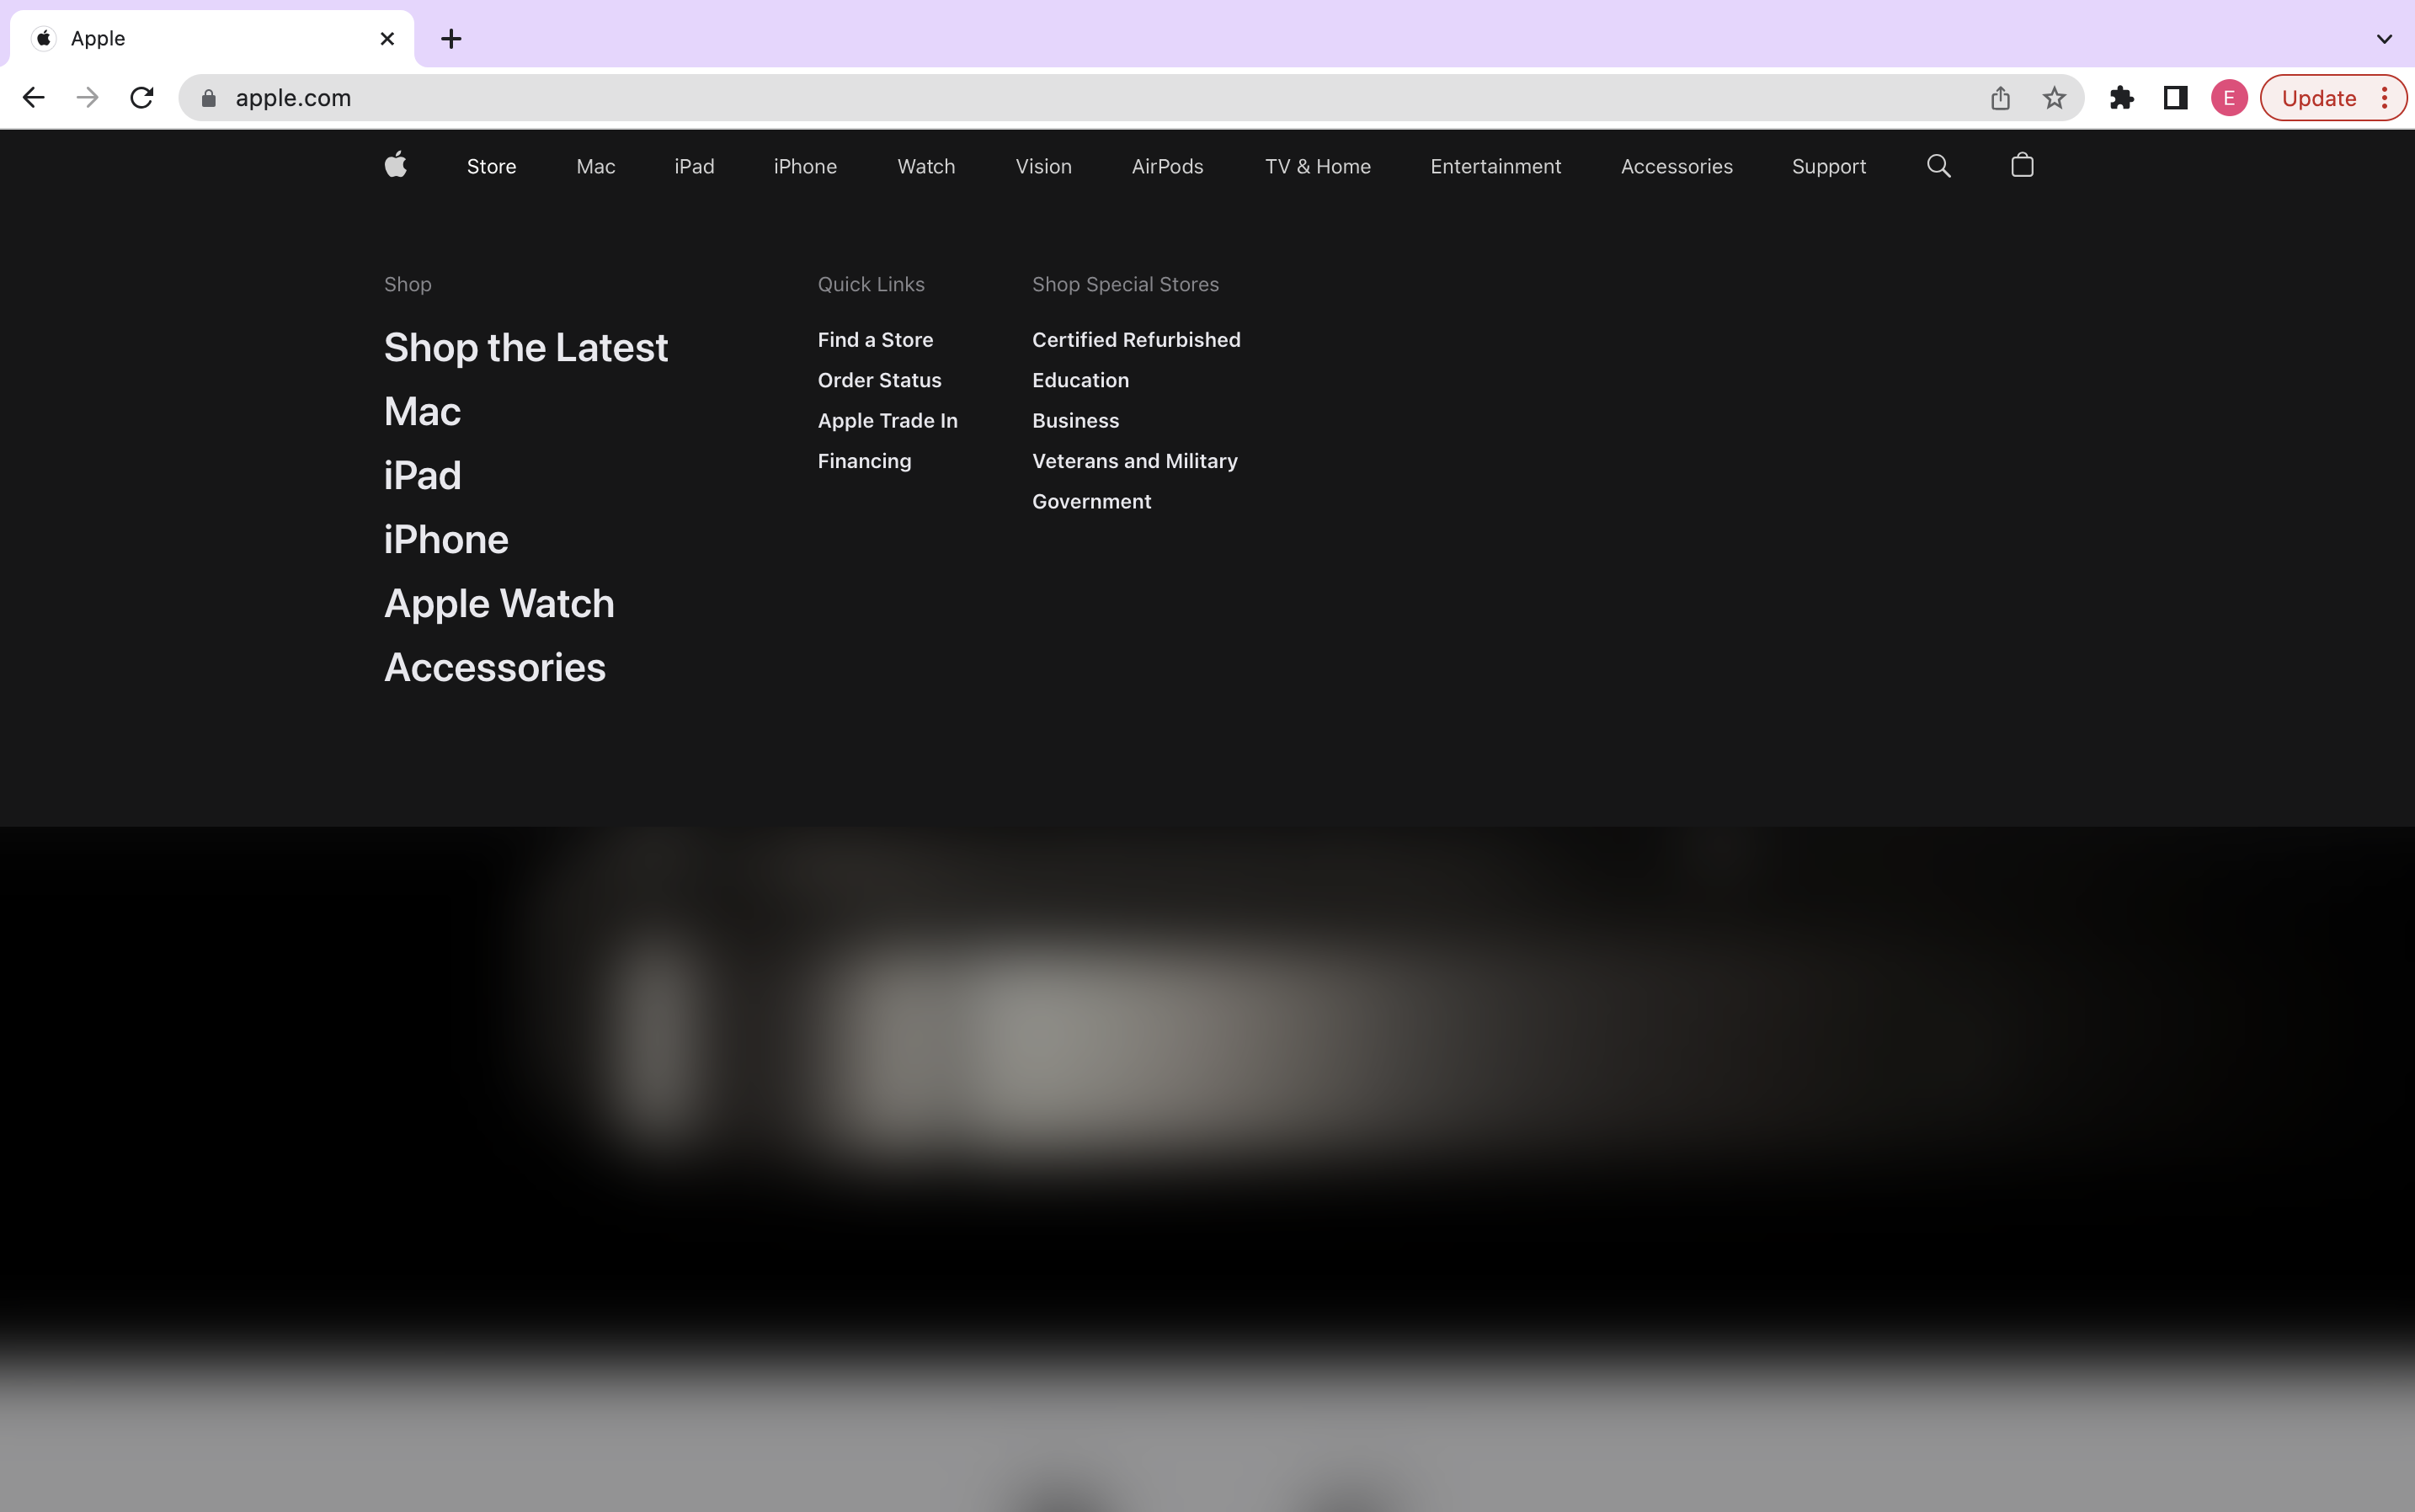 Apple
apple.com
E
Update
Store Mac iPad iPhone Watch Vision AirPods TV & Home Entertainment Accessories Support
Shop
Shop the Latest
Mac
iPad
iPhone
Apple Watch
Accessories
Quick Links
Find a Store
Order Status
Apple Trade In
Financing
Shop Special Stores
Certified Refurbished
Education
Business
Veterans and Military
Government